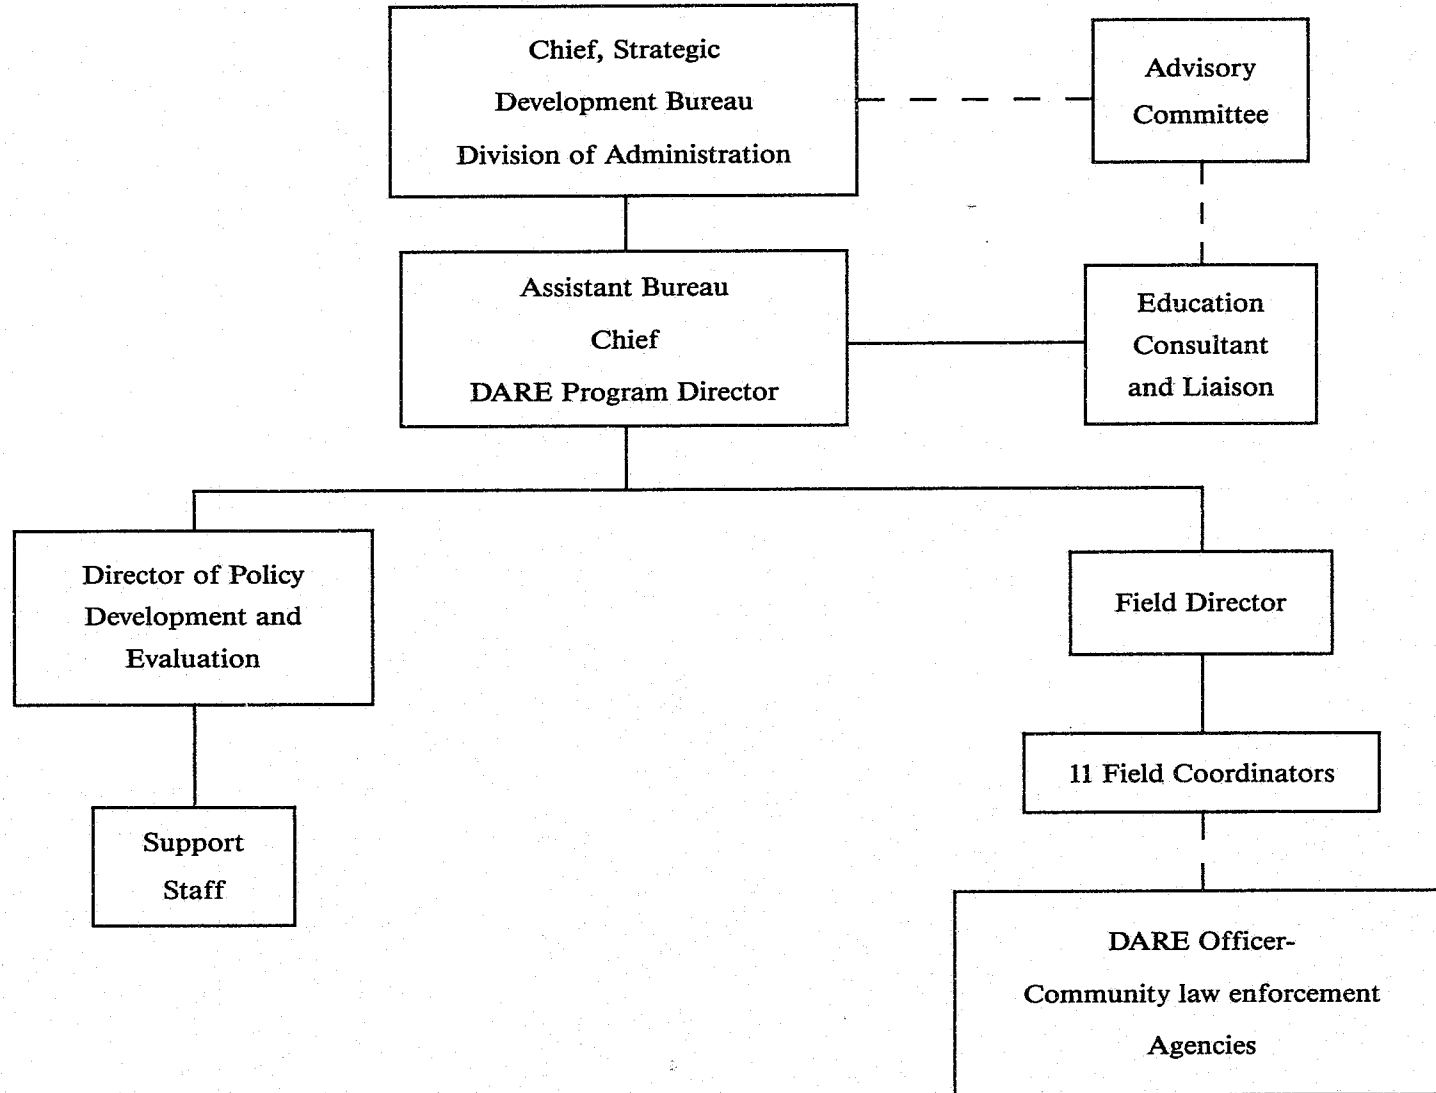 Chief, Strategic
Development Bureau
Division of Administration
Advisory
Committee
Assistant Bureau
Chief
DARE Program Director
Education
Consultant
and Liaison
Director of Policy
Development and
Evaluation
Field Director
11 Field Coordinators
Support
Staff
DARE Officer-
Community law enforcement
Agencies